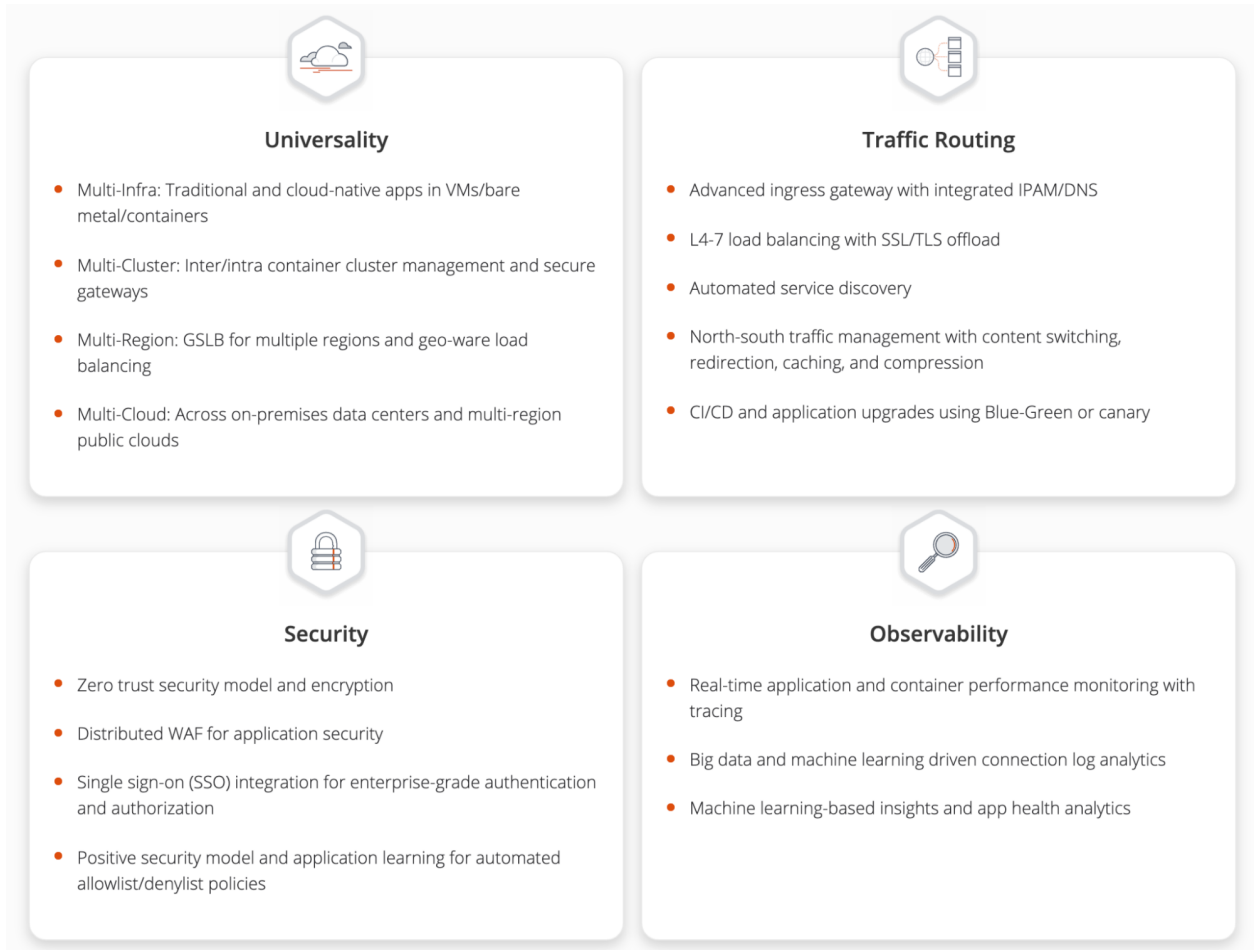 Universality
Multi-Infra: Traditional and cloud-native apps in VMs/bare
metal/containers
Multi-Cluster: Inter/intra container cluster management and secure
gateways
Multi-Region: GSLB for multiple regions and geo-ware load
balancing
Multi-Cloud: Across on-premises data centers and multi-region
public clouds
Traffic Routing
Advanced ingress gateway with integrated IPAM/DNS
L4-7 load balancing with SSL/TLS offload
Automated service discovery
North-south traffic management with content switching,
redirection, caching, and compression
CI/CD and application upgrades using Blue-Green or canary
Security
Zero trust security model and encryption
Distributed WAF for application security
Single sign-on (SSO) integration for enterprise-grade authentication
and authorization
Positive security model and application learning for automated
allowlist/denylist policies
Observability
Real-time application and container performance monitoring with
tracing
Big data and machine learning driven connection log analytics
Machine learning-based insights and app health analytics